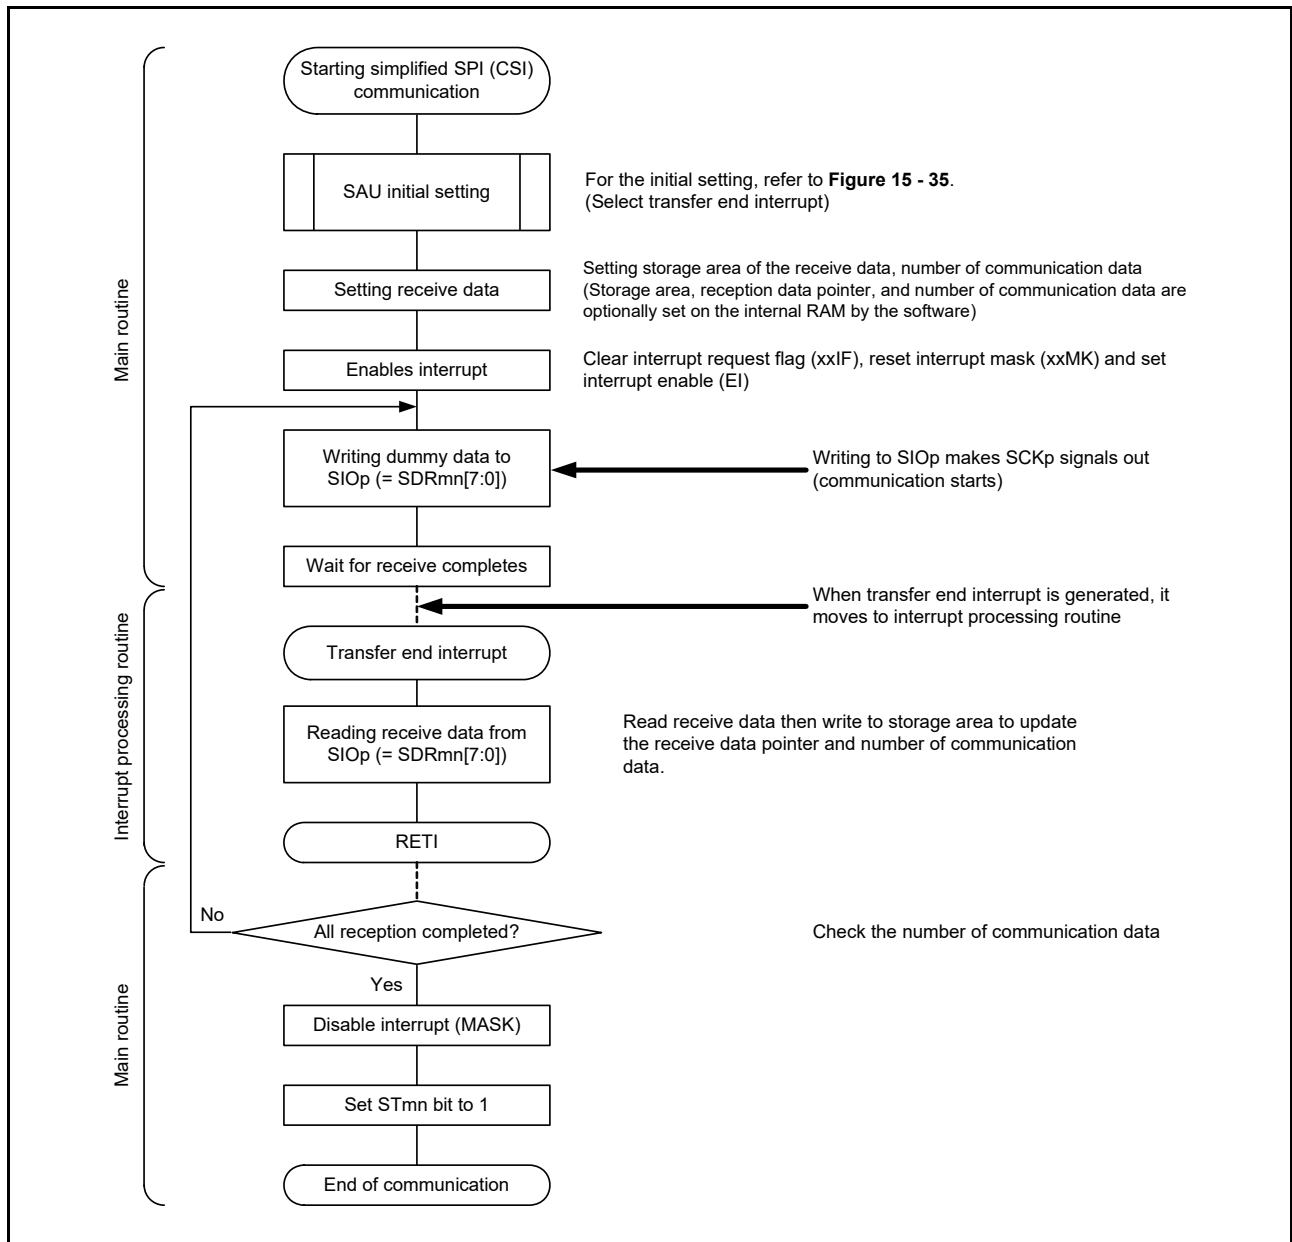 Starting simplified SPI (CSI)
communication
SAU initial setting
For the initial setting, refer to Figure 15 - 35.
(Select transfer end interrupt)
Setting receive data
Setting storage area of the receive data, number of communication data
(Storage area, reception data pointer, and number of communication data are
optionally set on the internal RAM by the software)
Main routine
Enables interrupt
Clear interrupt request flag (xxIF), reset interrupt mask (xxMK) and set
interrupt enable (EI)
Writing dummy data to
SIOp (= SDRmn[7:0])
Writing to SIOp makes SCKp signals out
(communication starts)
Wait for receive completes
When transfer end interrupt is generated, it
moves to interrupt processing routine
Interrupt processing routine
Transfer end interrupt
Reading receive data from
SIOp (= SDRmn[7:0])
Read receive data then write to storage area to update
the receive data pointer and number of communication
data.
RETI
No
All reception completed?
Check the number of communication data
Yes
Main routine
Disable interrupt (MASK)
Set STmn bit to 1
End of communication